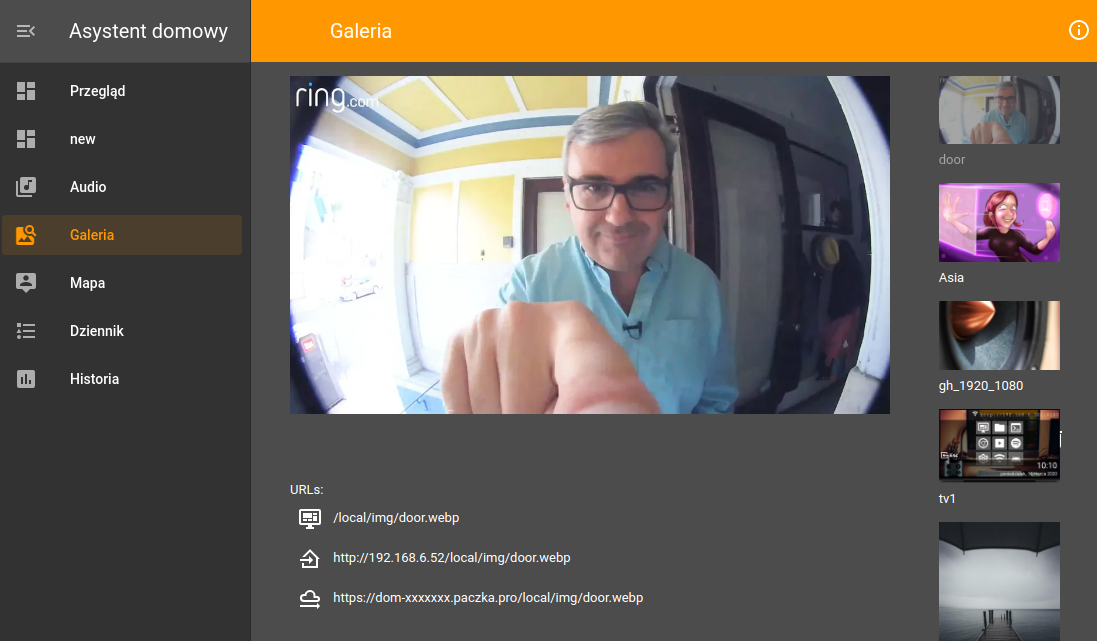 Asystent domowy
Galeria
Przegląd
new
Audio
Galeria
Mapa
Dziennik
Historia
ring.com
URLs:
/local/img/door.webp
http://192.168.6.52/local/img/door.webp
https://dom-xxxxxxx.paczka.pro/local/img/door.webp
door
Asia
gh_1920_1080
10:10
tv1